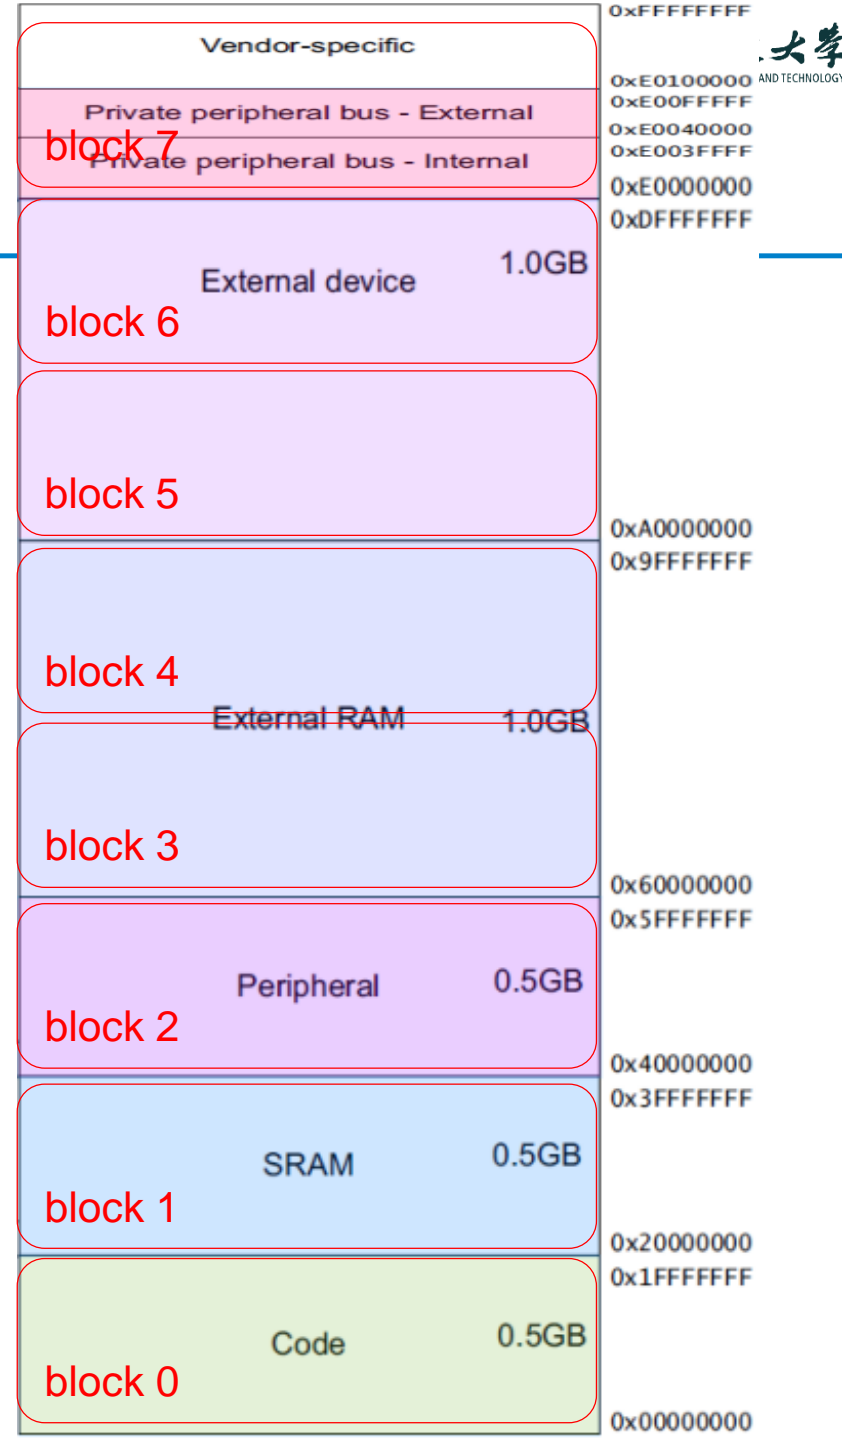 0xFFFFFFFF
Vendor-specific
大學
AND TECHNOLOGY
0xE0100000
0xE00FFFFF
Private peripheral bus - External
0xE0040000
block 7
0xE003FFFF
Private peripheral bus - Internal
0xE0000000
0xDFFFFFFF
1.0GB
External device
block 6
block 5
0xA0000000
0x9FFFFFFF
block 4
External RAM
1.0GB
block 3
0x60000000
0x5FFFFFFF
Peripheral
0.5GB
block 2
0x40000000
0x3FFFFFFF
SRAM
0.5GB
block 1
0x20000000
0x1FFFFFFF
Code
0.5GB
block 0
0x00000000